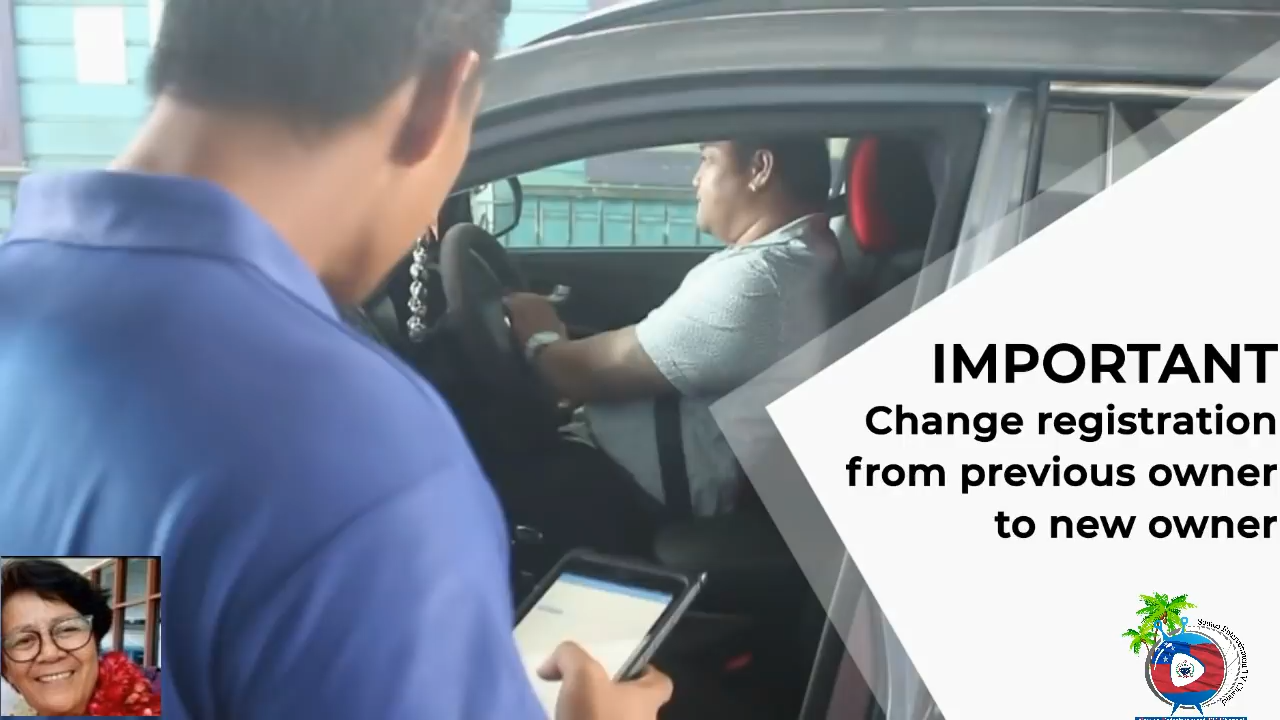 IMPORTANT
Change registration
from previous owner
to new owner